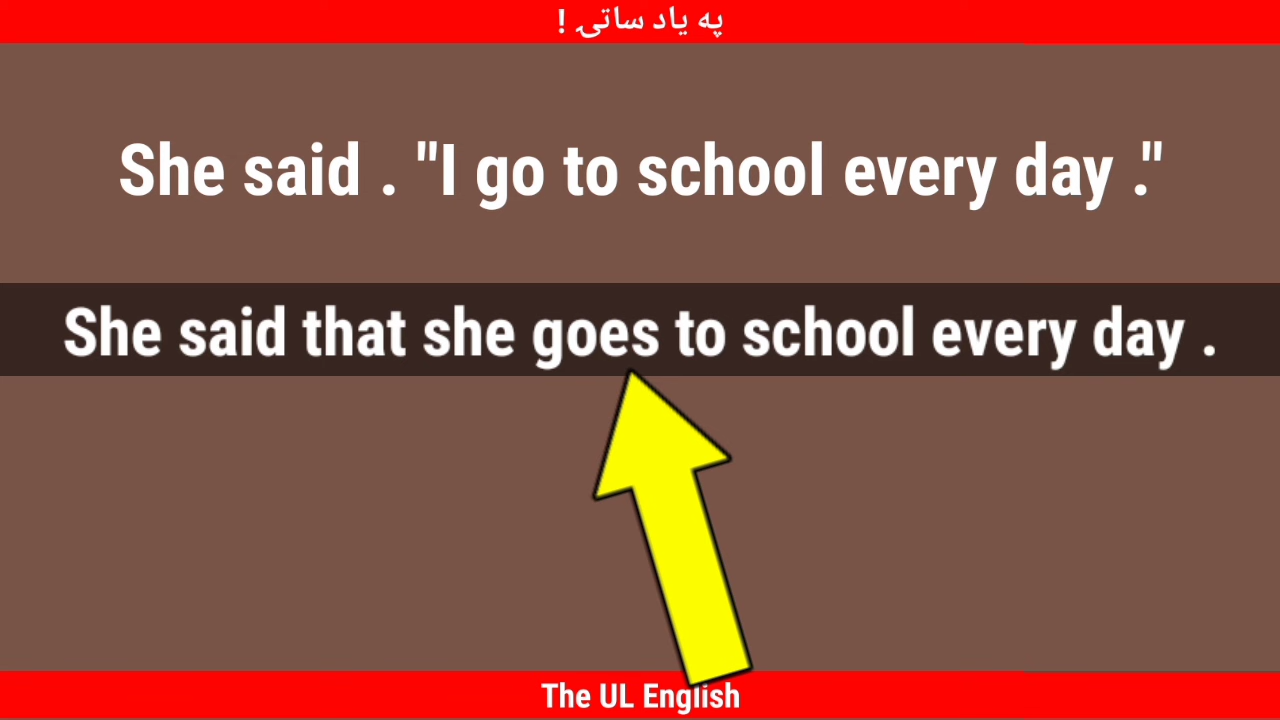 په یاد ساتۍ !
She said . "I go to school every day ."
She said that she goes to school every day .
The UL English